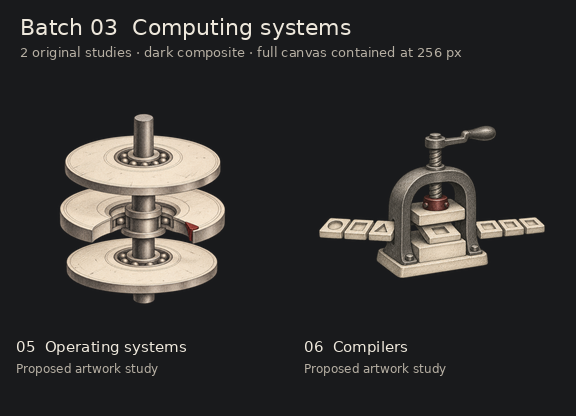 Batch 03  Computing systems
2 original studies · dark composite · full canvas contained at 256 px
05  Operating systems
Proposed artwork study
06  Compilers
Proposed artwork study